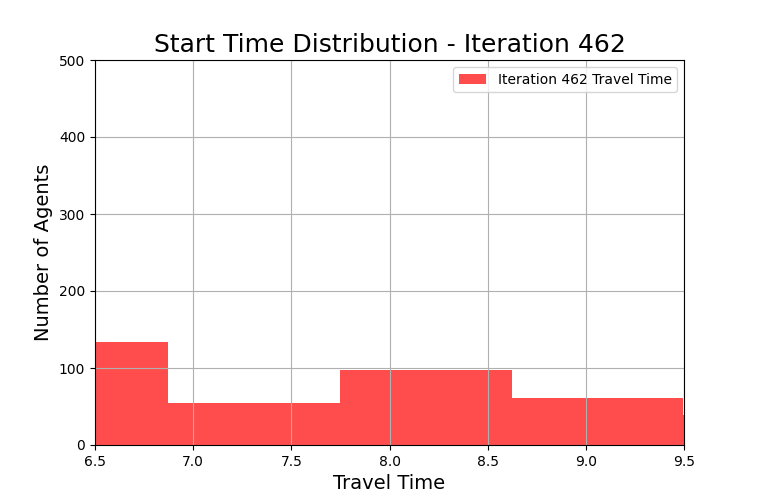 Start Time Distribution - Iteration 462
500
400
300
200
100
0
Number of Agents
Iteration 462 Travel Time
6.5 7.0 7.5 8.0 8.5 9.0 9.5
Travel Time